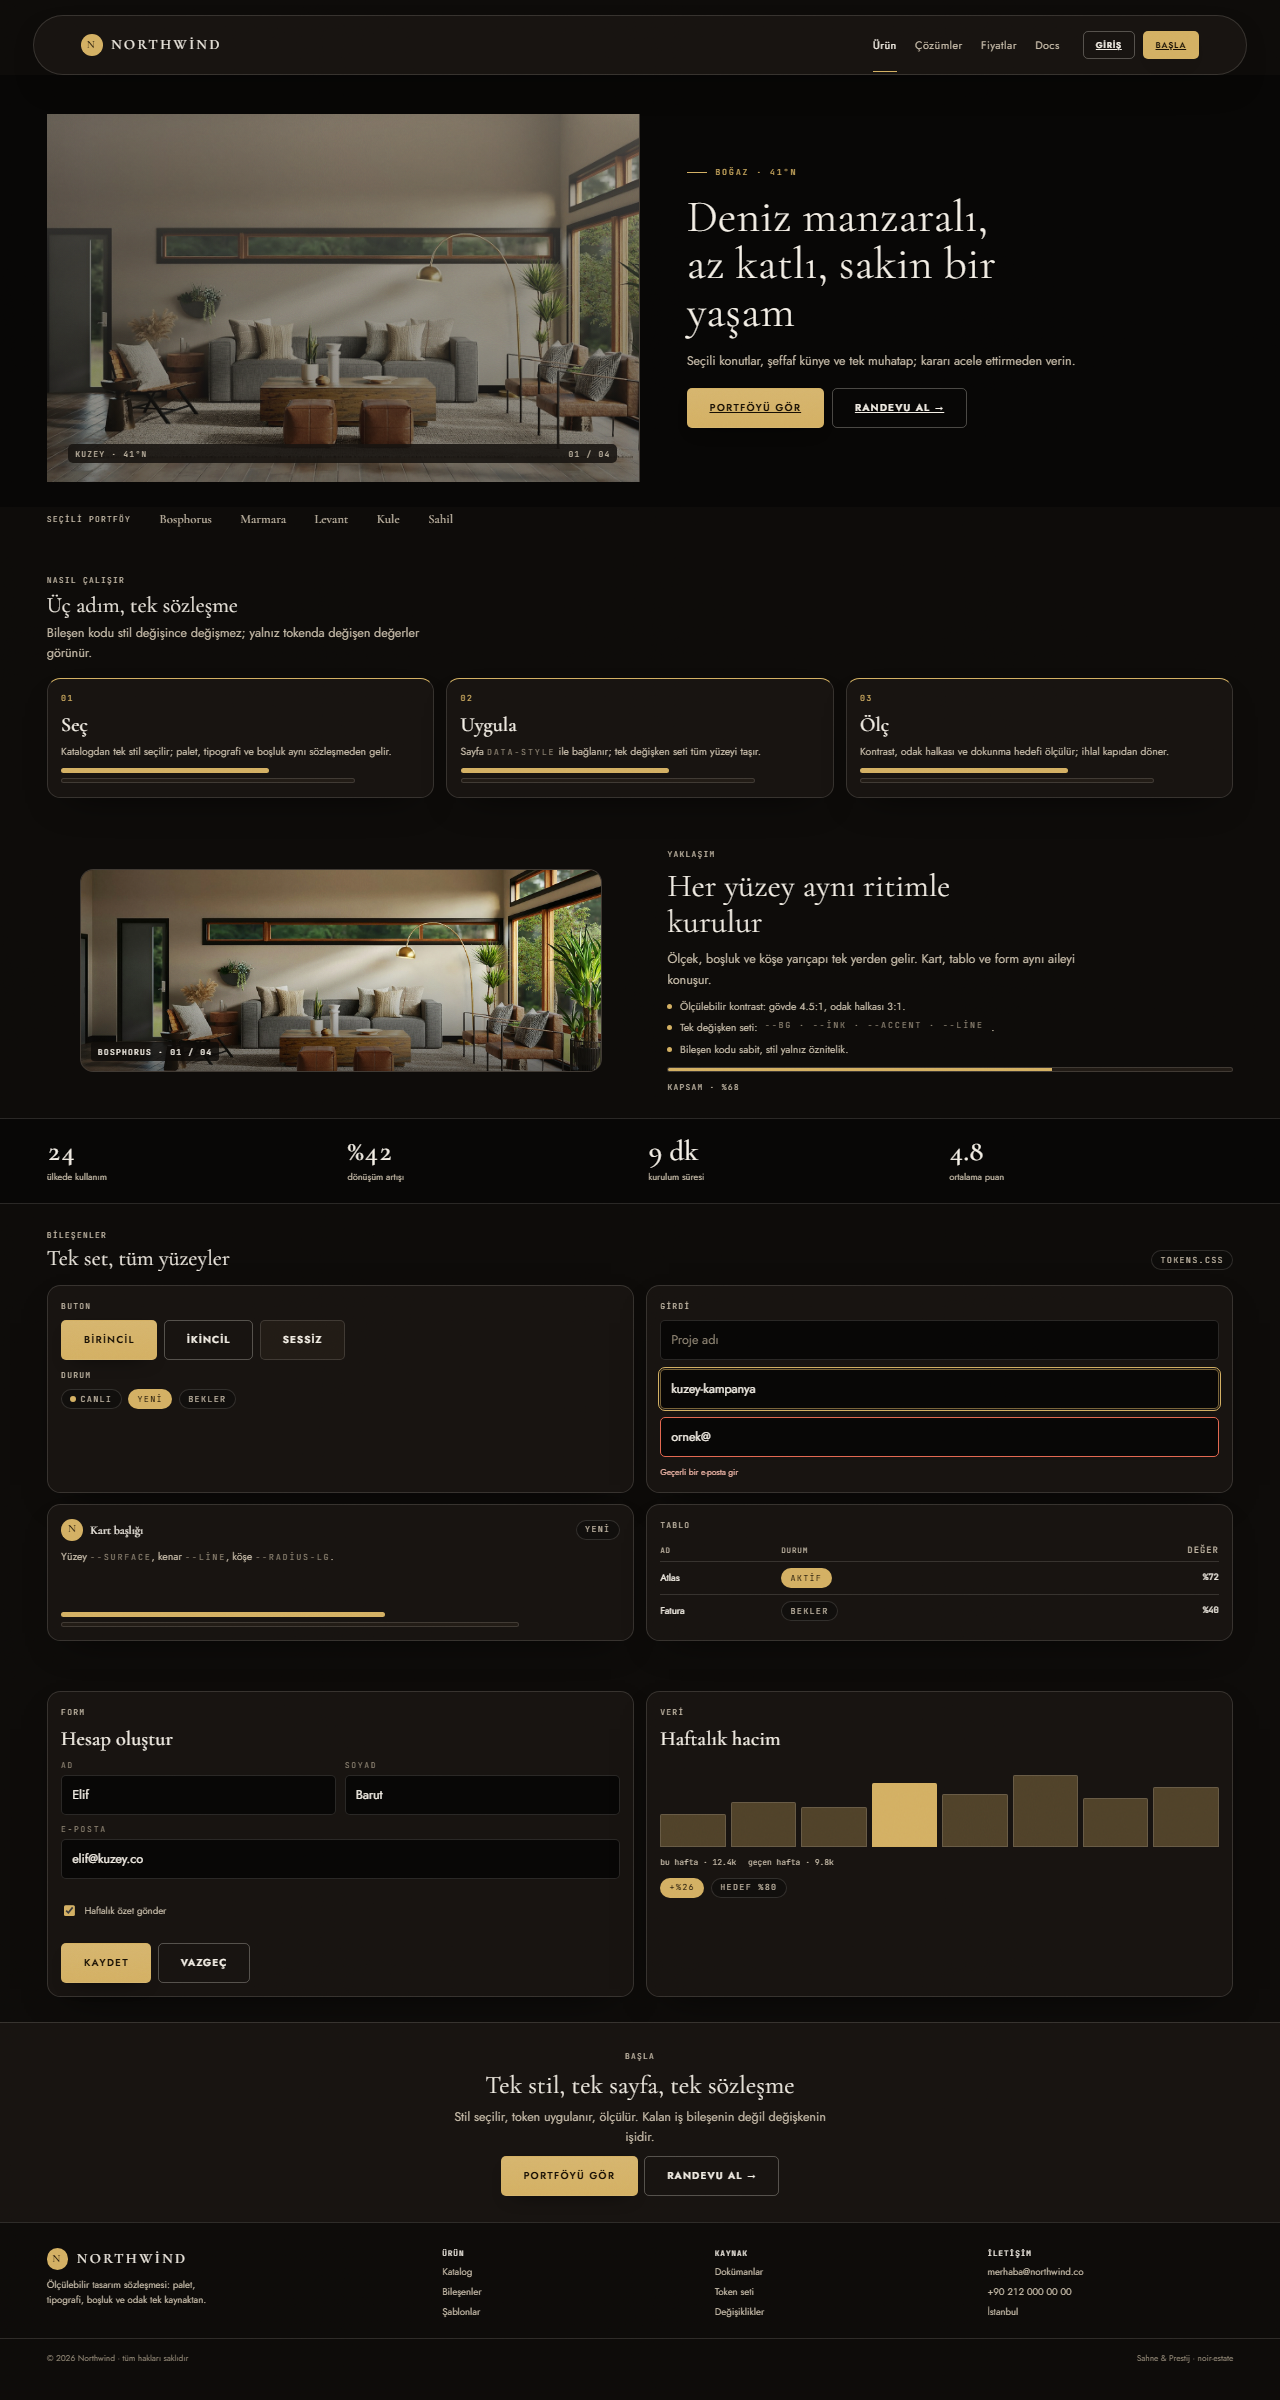 N NORTHWİND Ürün Çözümler Fiyatlar Docs GİRİŞ BAŞLA
BOĞAZ · 41°N
Deniz manzaralı,
az katlı, sakin bir
yaşam
Seçili konutlar, şeffaf künye ve tek muhatap; kararı acele ettirmeden verin.
PORTFÖYÜ GÖR RANDEVU AL →
KUZEY · 41°N 01 / 04
SEÇİLİ PORTFÖY Bosphorus Marmara Levant Kule Sahil
NASIL ÇALIŞIR
Üç adım, tek sözleşme
Bileşen kodu stil değişince değişmez; yalnız tokenda değişen değerler
görünür.
01
Seç
Katalogdan tek stil seçilir; palet, tipografi ve boşluk aynı sözleşmeden gelir.
02
Uygula
Sayfa DATA-STYLE ile bağlanır; tek değişken seti tüm yüzeyi taşır.
03
Ölç
Kontrast, odak halkası ve dokunma hedefi ölçülür; ihlal kapıdan döner.
BOSPHORUS · 01 / 04
YAKLAŞIM
Her yüzey aynı ritimle
kurulur
Ölçek, boşluk ve köşe yarıçapı tek yerden gelir. Kart, tablo ve form aynı aileyi
konuşur.
Ölçülebilir kontrast: gövde 4.5:1, odak halkası 3:1.
Tek değişken seti: --BG · --İNK · --ACCENT · --LİNE .
Bileşen kodu sabit, stil yalnız öznitelik.
KAPSAM · %68
24 %42 9 dk 4.8
ülkede kullanım dönüşüm artışı kurulum süresi ortalama puan
BİLEŞENLER
Tek set, tüm yüzeyler
TOKENS.CSS
BUTON
BİRİNCİL İKİNCİL SESSİZ
DURUM
CANLI YENİ BEKLER
GİRDİ
Proje adı
kuzey-kampanya
ornek@
Geçerli bir e-posta gir
N Kart başlığı YENİ
Yüzey --SURFACE, kenar --LİNE, köşe --RADİUS-LG.
TABLO
AD DURUM DEĞER
Atlas AKTİF %72
Fatura BEKLER %40
FORM
Hesap oluştur
AD SOYAD
Elif Barut
E-POSTA
elif@kuzey.co
Haftalık özet gönder
KAYDET VAZGEÇ
VERİ
Haftalık hacim
bu hafta · 12.4k geçen hafta · 9.8k
+%26 HEDEF %80
BAŞLA
Tek stil, tek sayfa, tek sözleşme
Stil seçilir, token uygulanır, ölçülür. Kalan iş bileşenin değil değişkenin
işidir.
PORTFÖYÜ GÖR RANDEVU AL →
N NORTHWİND
Ölçülebilir tasarım sözleşmesi: palet,
tipografi, boşluk ve odak tek kaynaktan.
ÜRÜN
Katalog
Bileşenler
Şablonlar
KAYNAK
Dokümanlar
Token seti
Değişiklikler
İLETİŞİM
merhaba@northwind.co
+90 212 000 00 00
İstanbul
© 2026 Northwind · tüm hakları saklıdır Sahne & Prestij · noir-estate